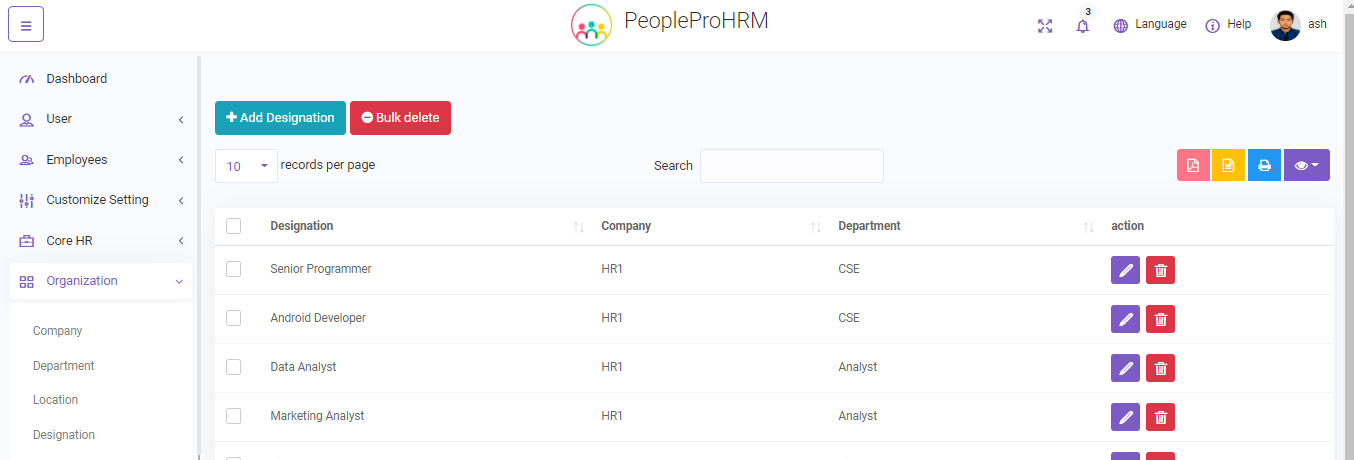 PeopleProHRM
3
Language
Help
ash
Dashboard
User
Employees
Customize Setting
Core HR
Organization
Company
Department
Location
Designation
Add Designation
Bulk delete
10 records per page
Search
Designation Company Department action
Senior Programmer HR1 CSE
Android Developer HR1 CSE
Data Analyst HR1 Analyst
Marketing Analyst HR1 Analyst